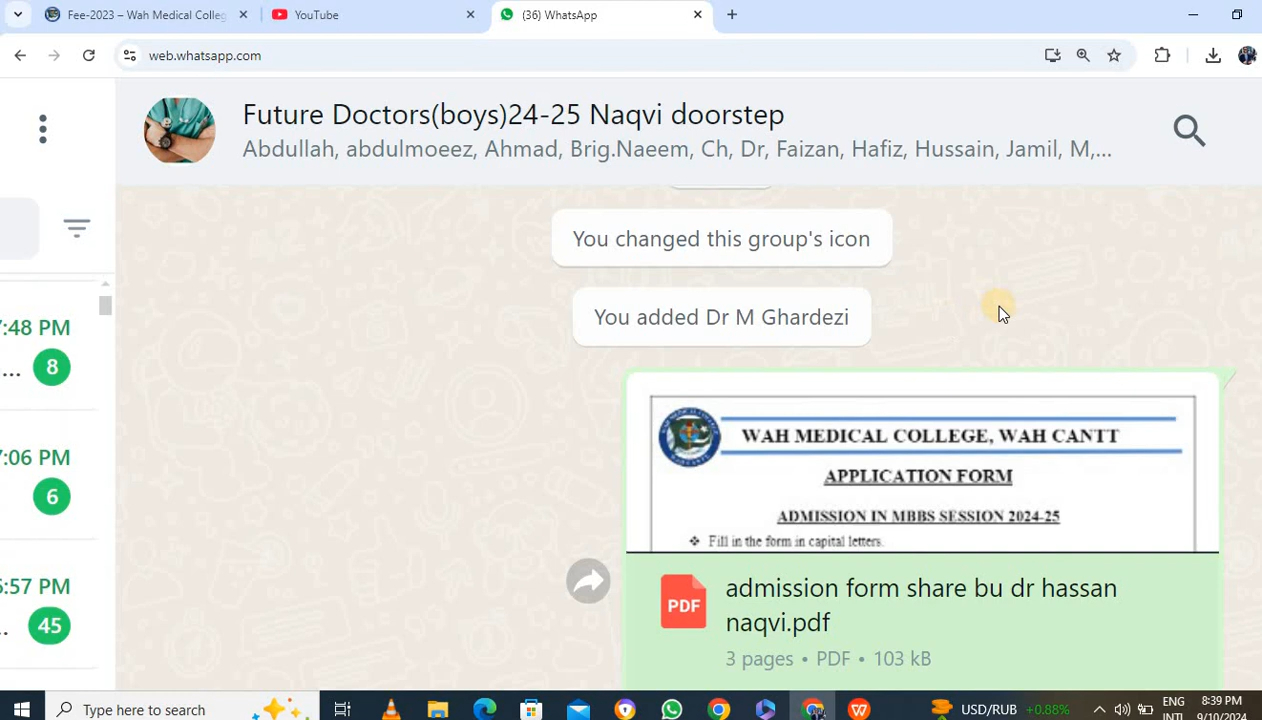 Fee-2023 – Wah Medical Colleg
YouTube
(36) WhatsApp
web.whatsapp.com
Future Doctors(boys)24-25 Naqvi doorstep
Abdullah, abdulmoeez, Ahmad, Brig.Naeem, Ch, Dr, Faizan, Hafiz, Hussain, Jamil, M,...
You changed this group's icon
7:48 PM
... 8
You added Dr M Ghardezi
WAH MEDICAL COLLEGE, WAH CANTT
7:06 PM
6
APPLICATION FORM
ADMISSION IN MBBS SESSION 2024-25
❖ Fill in the form in capital letters.
6:57 PM
.. 45
PDF
admission form share bu dr hassan
naqvi.pdf
3 pages • PDF • 103 kB
Type here to search
USD/RUB +0.88%
ENG
INTL
8:39 PM
9/10/2024